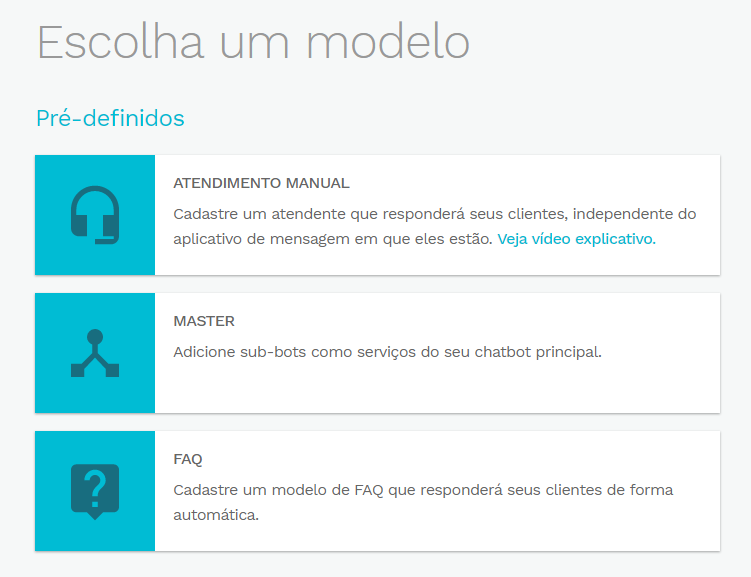 Escolha um modelo
Pré-definidos
ATENDIMENTO MANUAL
Cadastre um atendente que responderá seus clientes, independente do
aplicativo de mensagem em que eles estão. Veja vídeo explicativo.
MASTER
Adicione sub-bots como serviços do seu chatbot principal.
FAQ
Cadastre um modelo de FAQ que responderá seus clientes de forma
automática.